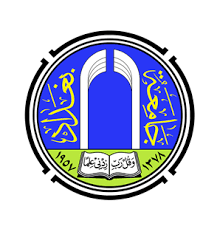 جامعة بغداد
وقل رب زدني علما
١٩٥٧ ١٣٧٨